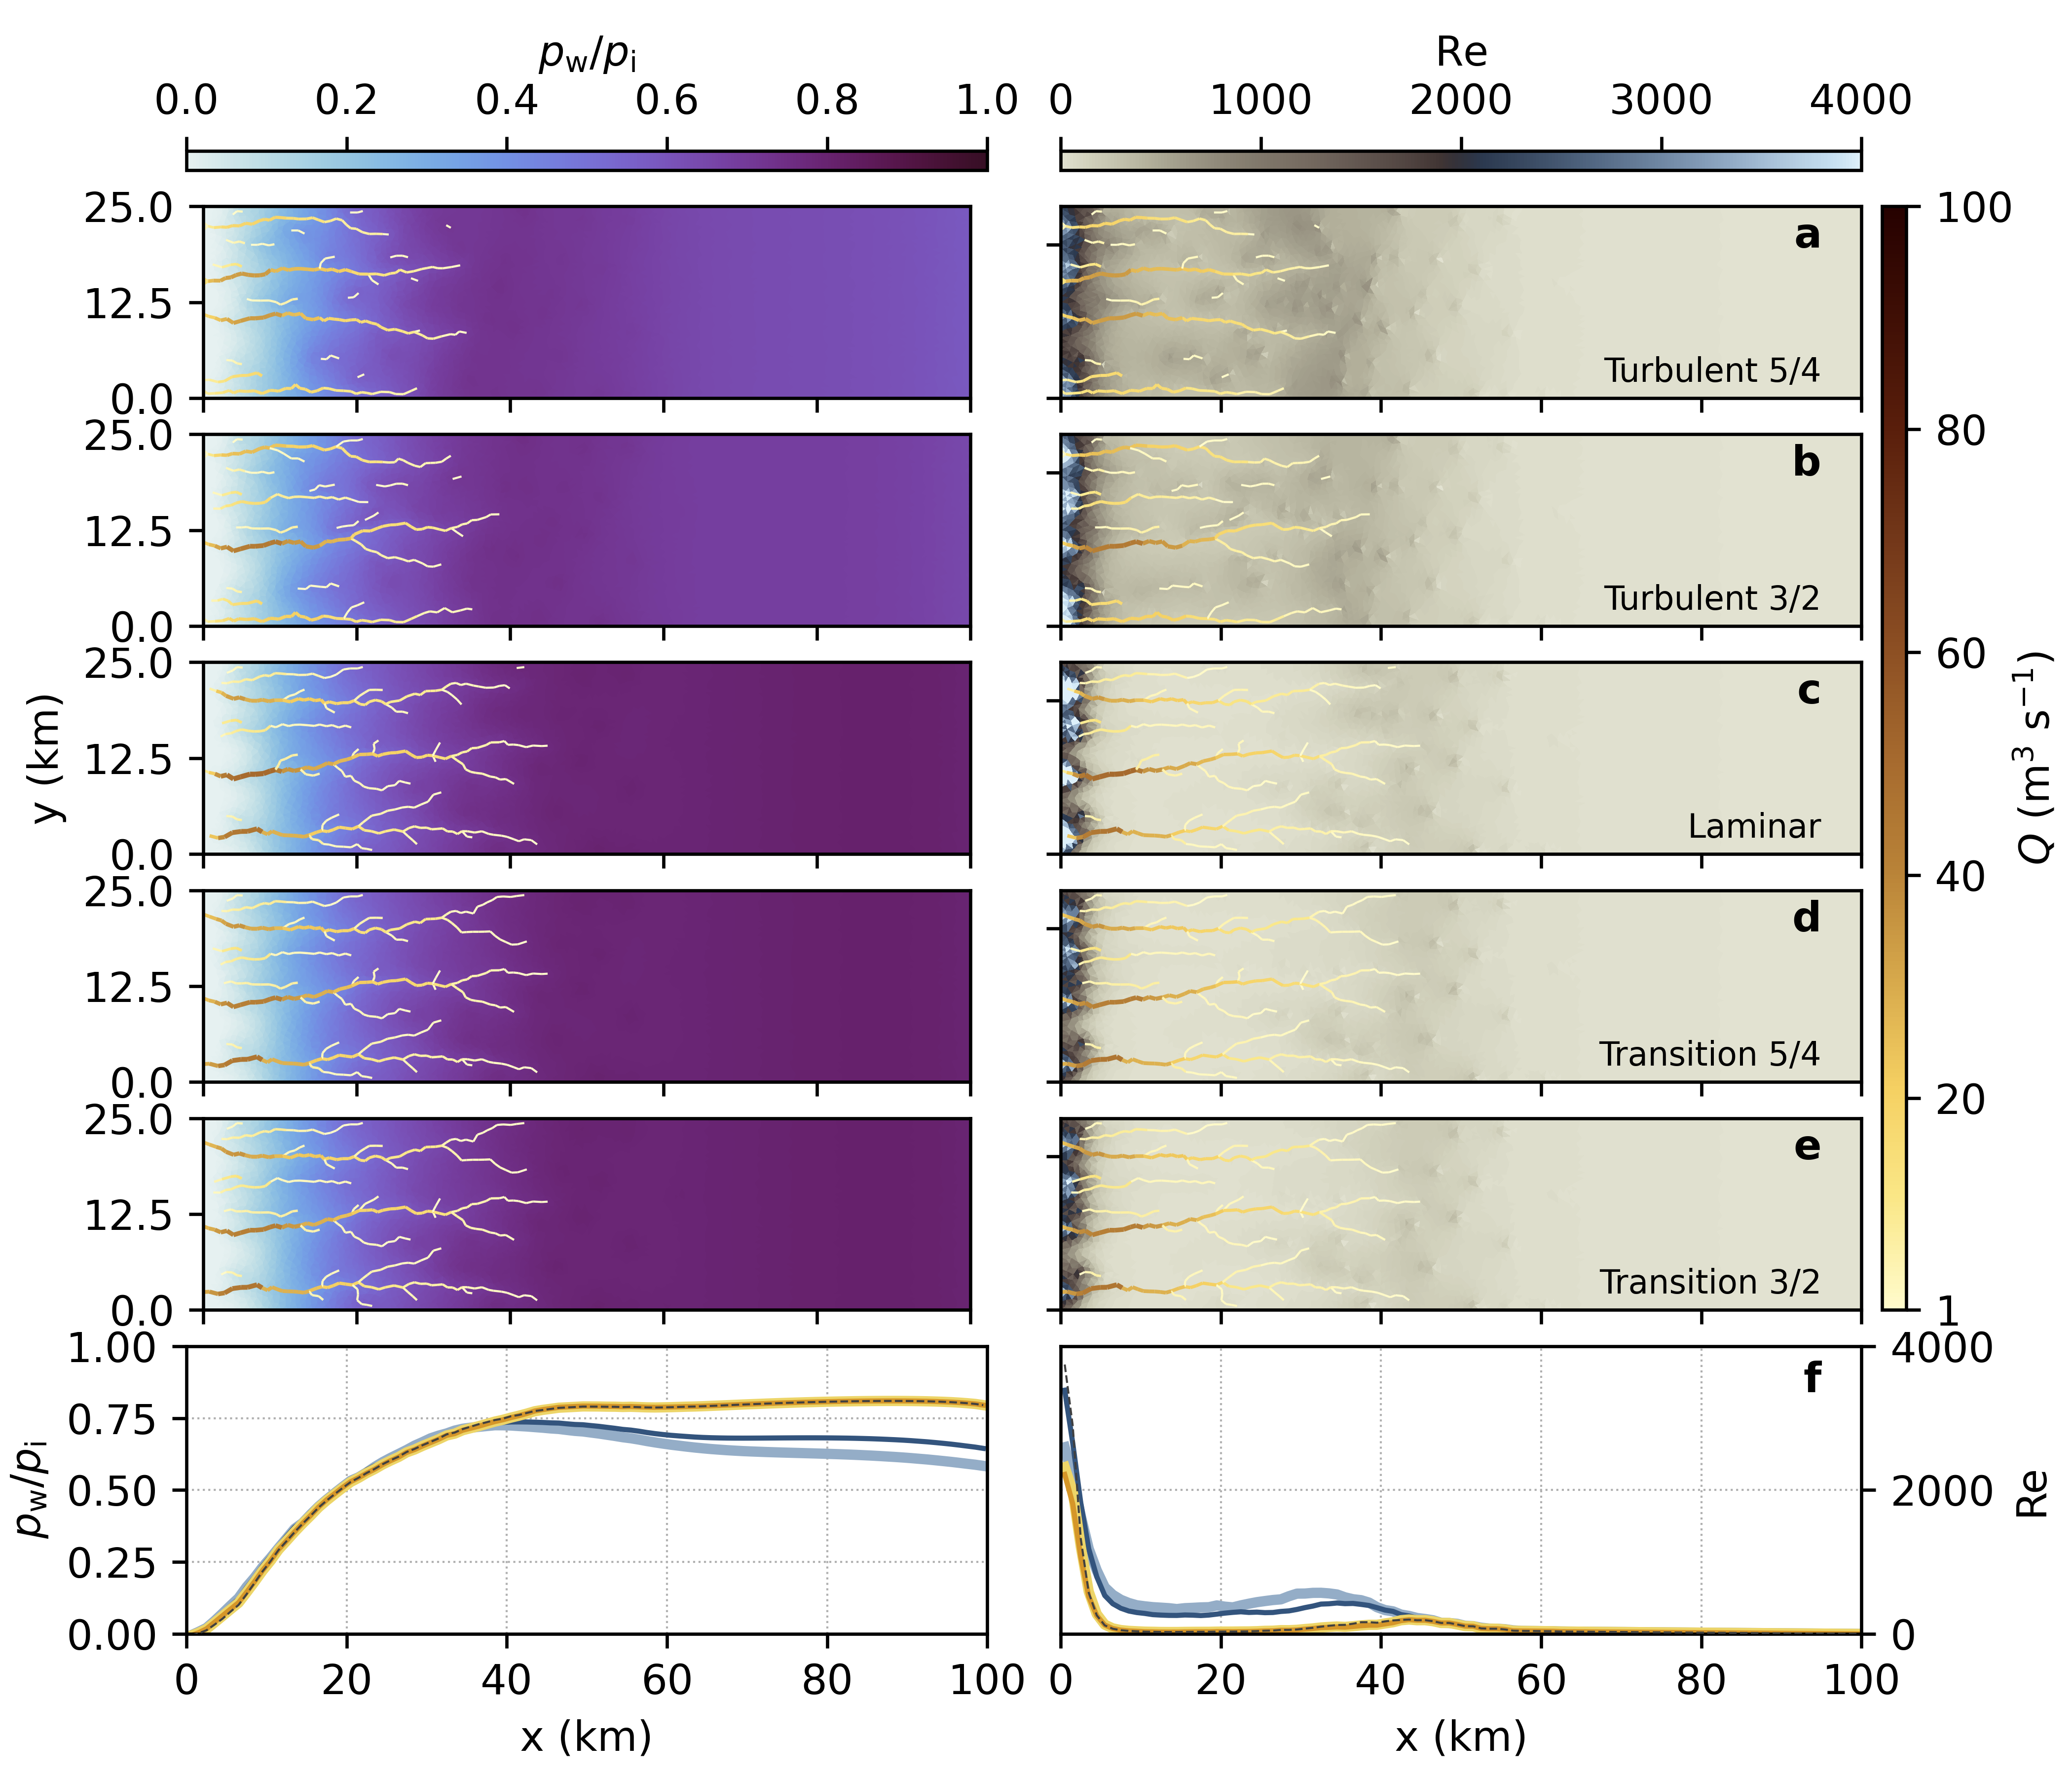 p_w/p_i
0.0 0.2 0.4 0.6 0.8 1.0
Re
0 1000 2000 3000 4000
25.0
12.5
0.0
a
Turbulent 5/4
25.0
12.5
0.0
b
Turbulent 3/2
25.0
12.5
0.0
c
Laminar
25.0
12.5
0.0
d
Transition 5/4
25.0
12.5
0.0
e
Transition 3/2
y (km)
100
80
60
40
20
1
Q (m³ s⁻¹)
1.00
0.75
0.50
0.25
0.00
p_w/p_i
0 20 40 60 80 100
x (km)
f
4000
2000
0
Re
0 20 40 60 80 100
x (km)